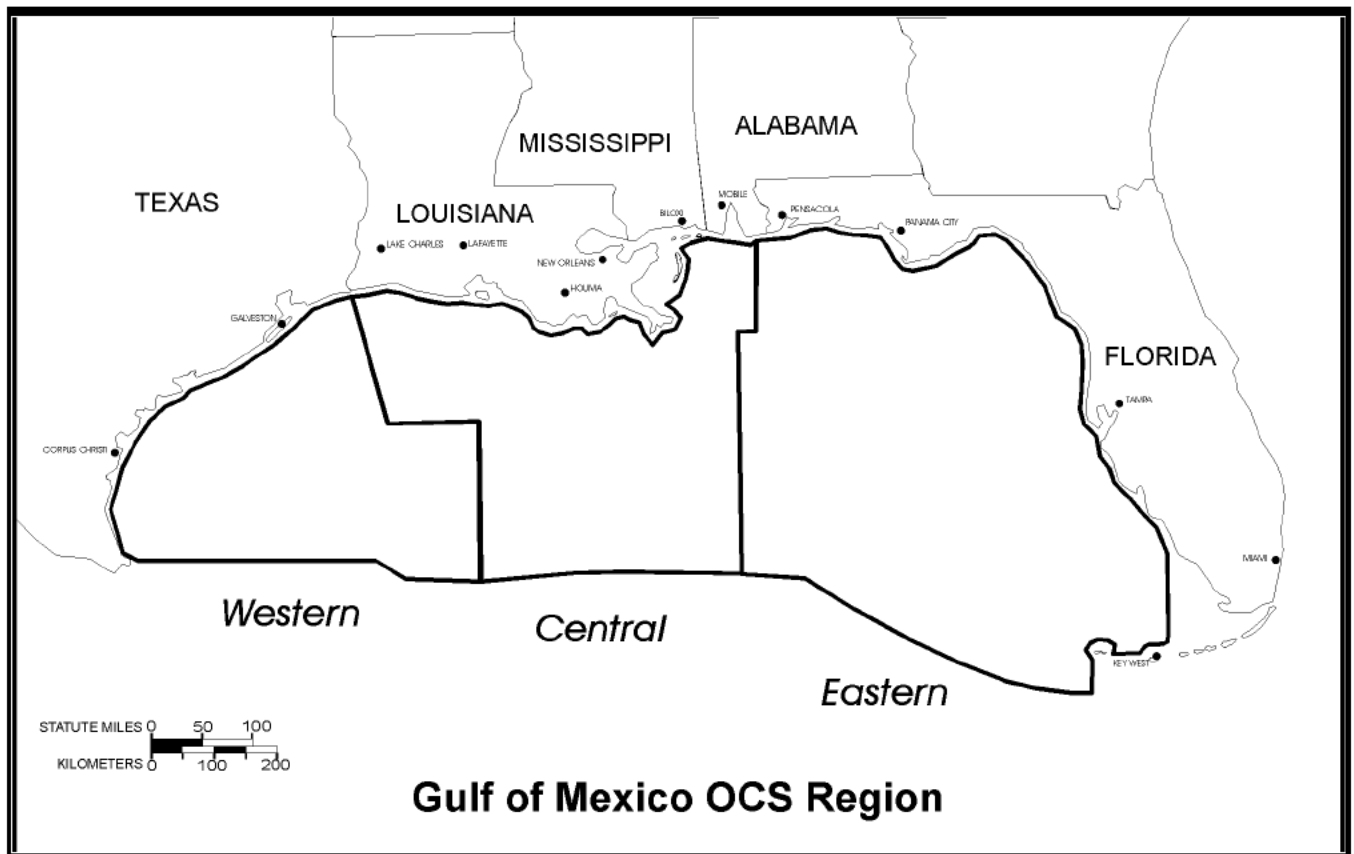 MISSISSIPPI
ALABAMA
TEXAS
LOUISIANA
MOBILE
BILOXI
PENSACOLA
PANAMA CITY
LAKE CHARLES
LAFAYETTE
NEW ORLEANS
HOUMA
GALVESTON
FLORIDA
TAMPA
CORPUS CHRISTI
MIAMI
Western
Central
KEY WEST
Eastern
STATUTE MILES 0 50 100
KILOMETERS 0 100 200
Gulf of Mexico OCS Region